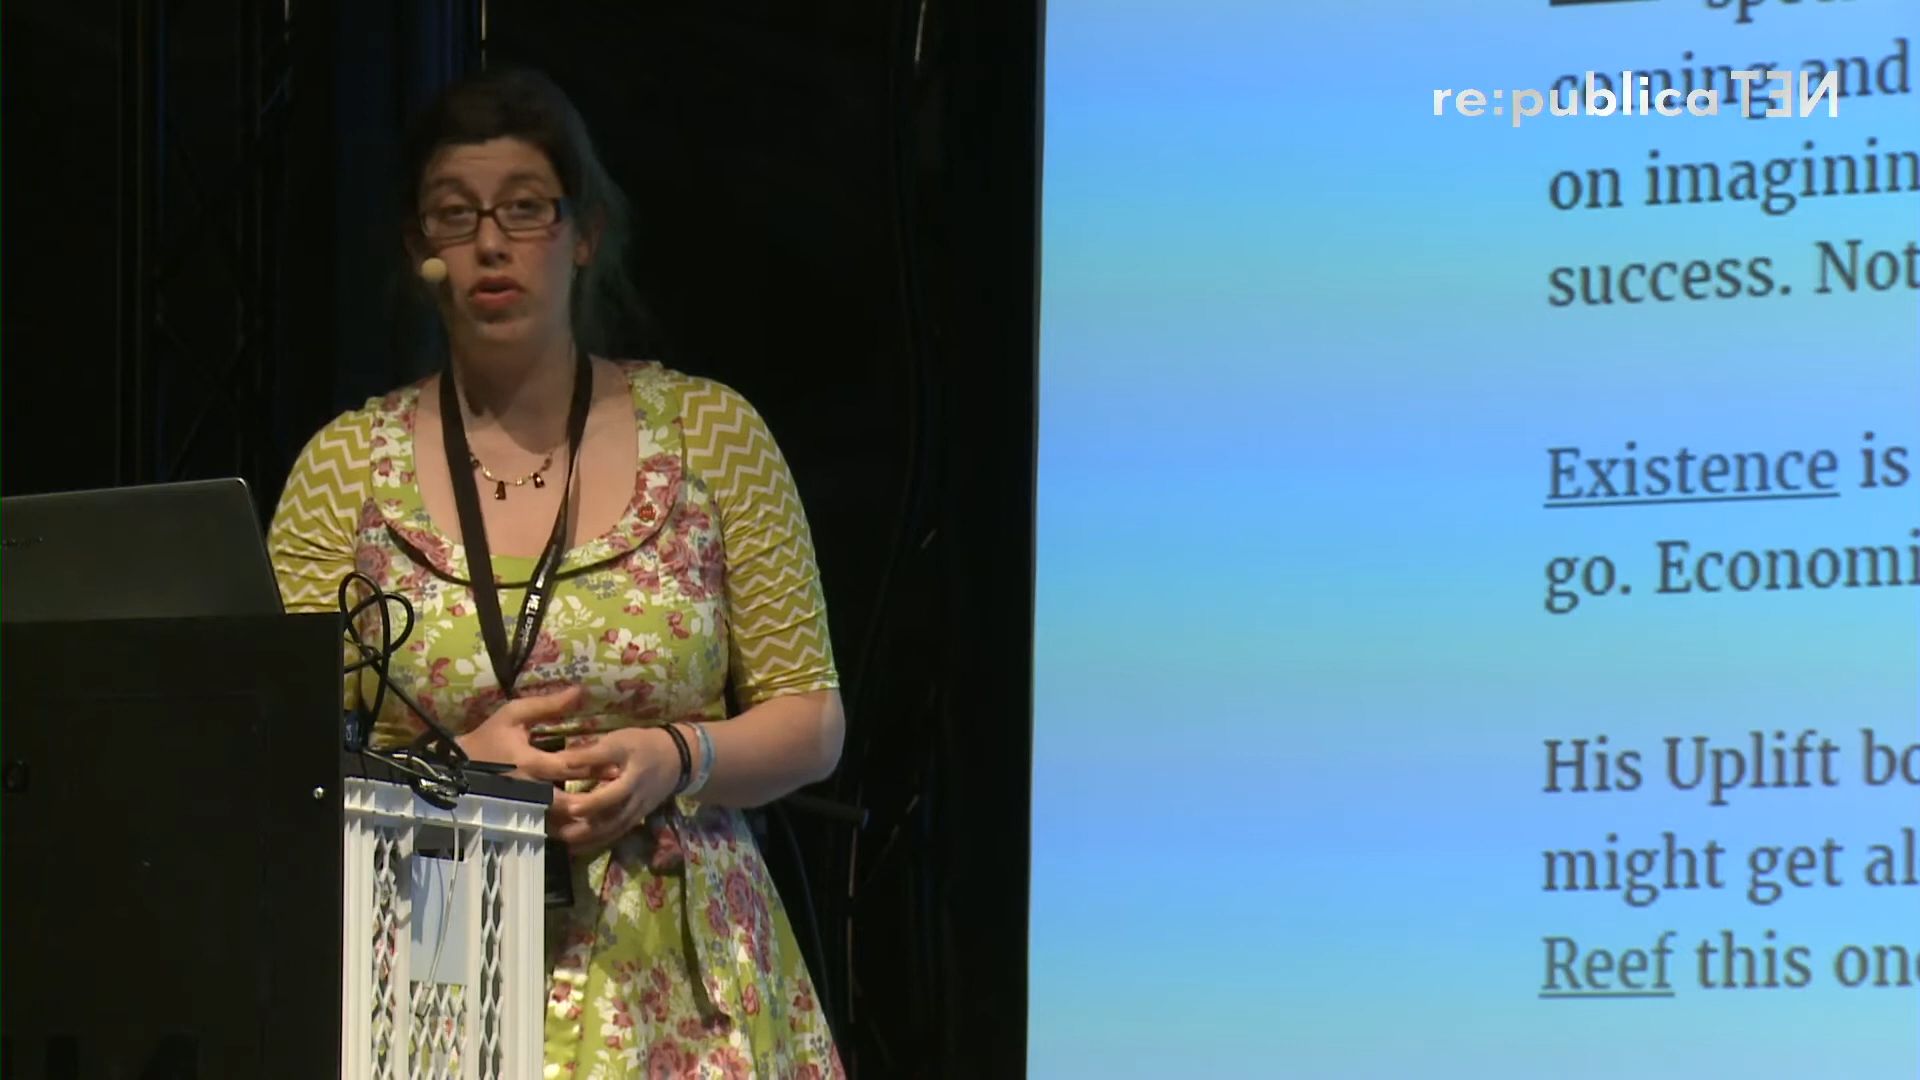 re:publica TEN
coming and
on imaginin
success. Not
Existence is
go. Economi
His Uplift bo
might get al
Reef this one